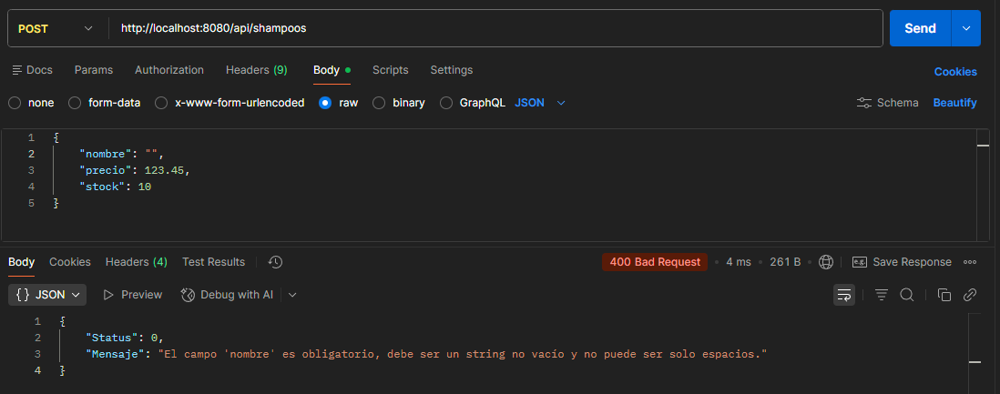 POST http://localhost:8080/api/shampoos Send
Docs Params Authorization Headers (9) Body Scripts Settings Cookies
none form-data x-www-form-urlencoded raw binary GraphQL JSON Schema Beautify
1 {
2 "nombre": "",
3 "precio": 123.45,
4 "stock": 10
5 }
Body Cookies Headers (4) Test Results 400 Bad Request • 4 ms • 261 B e.g. Save Response
{} JSON Preview Debug with AI
1 {
2 "Status": 0,
3 "Mensaje": "El campo 'nombre' es obligatorio, debe ser un string no vacío y no puede ser solo espacios."
4 }